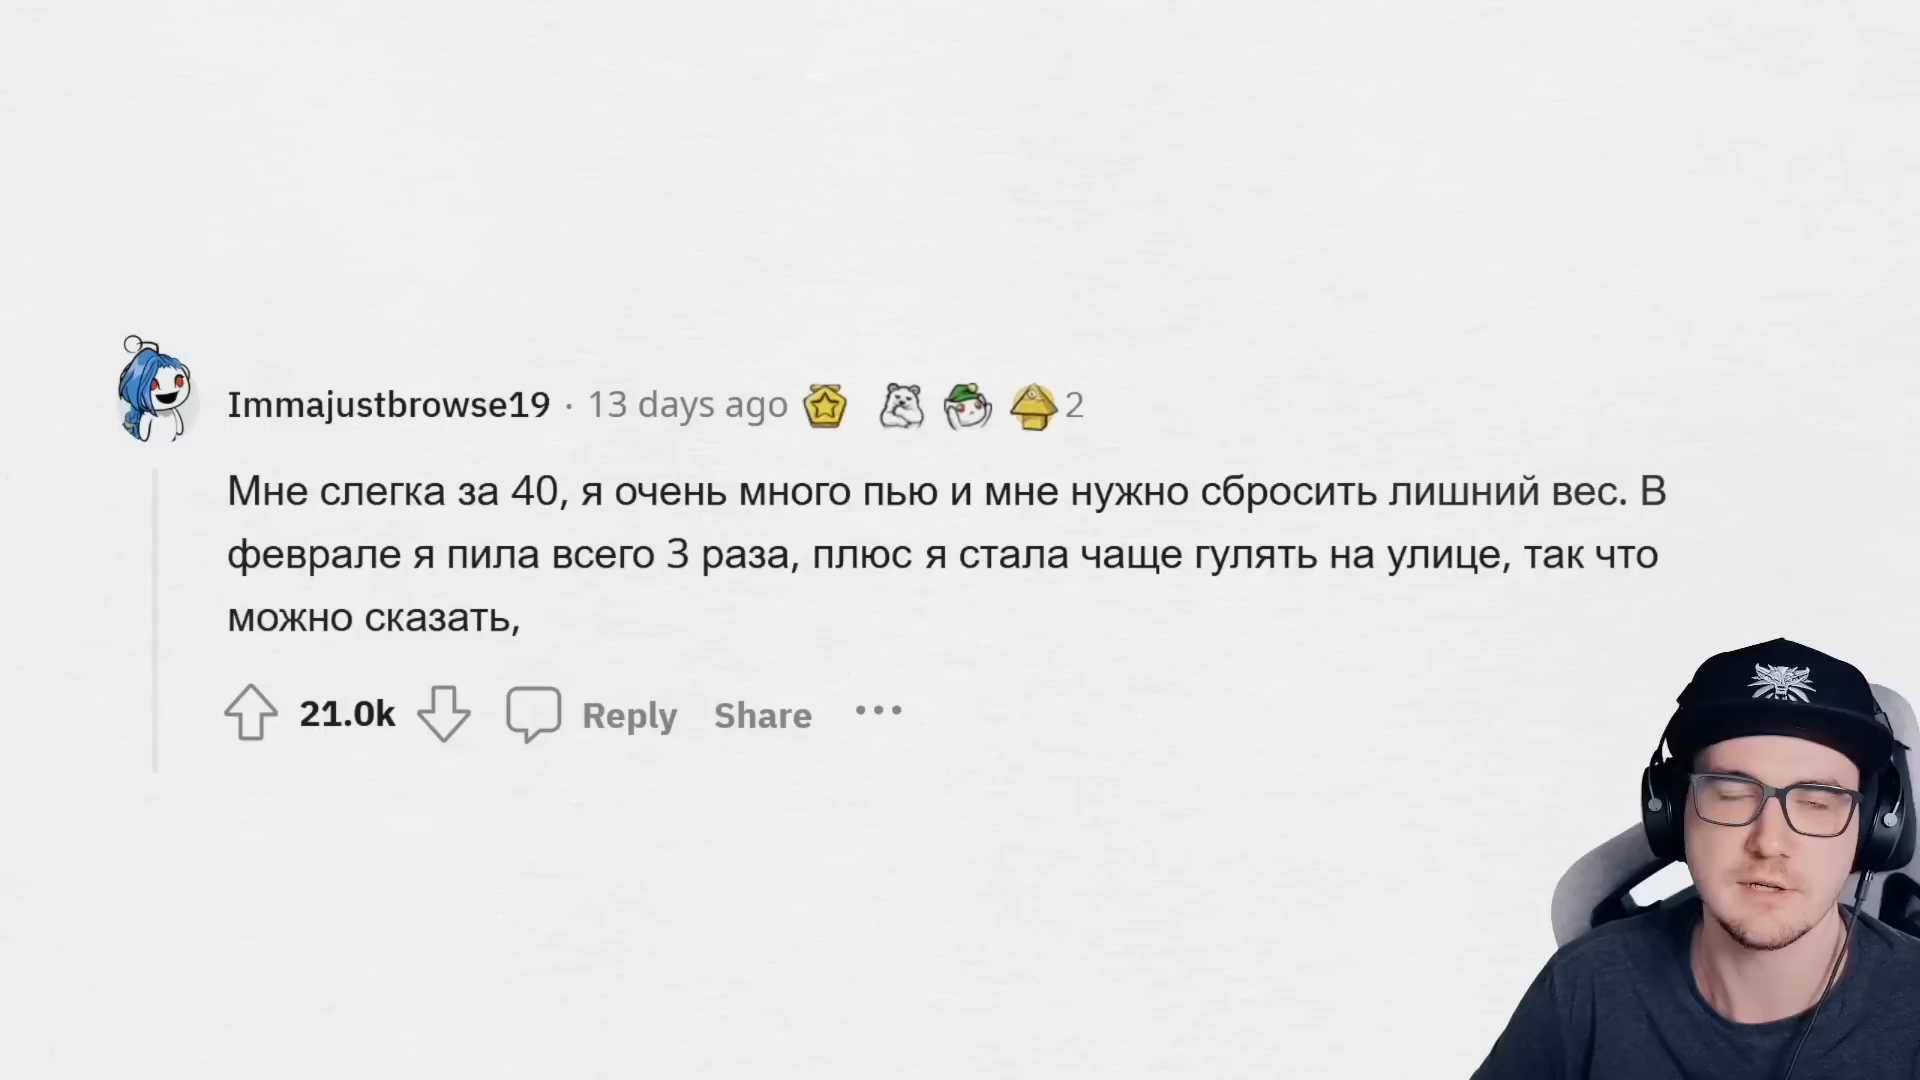 Immajustbrowse19 · 13 days ago 2
Мне слегка за 40, я очень много пью и мне нужно сбросить лишний вес. В
феврале я пила всего 3 раза, плюс я стала чаще гулять на улице, так что
можно сказать,
21.0k Reply Share ...